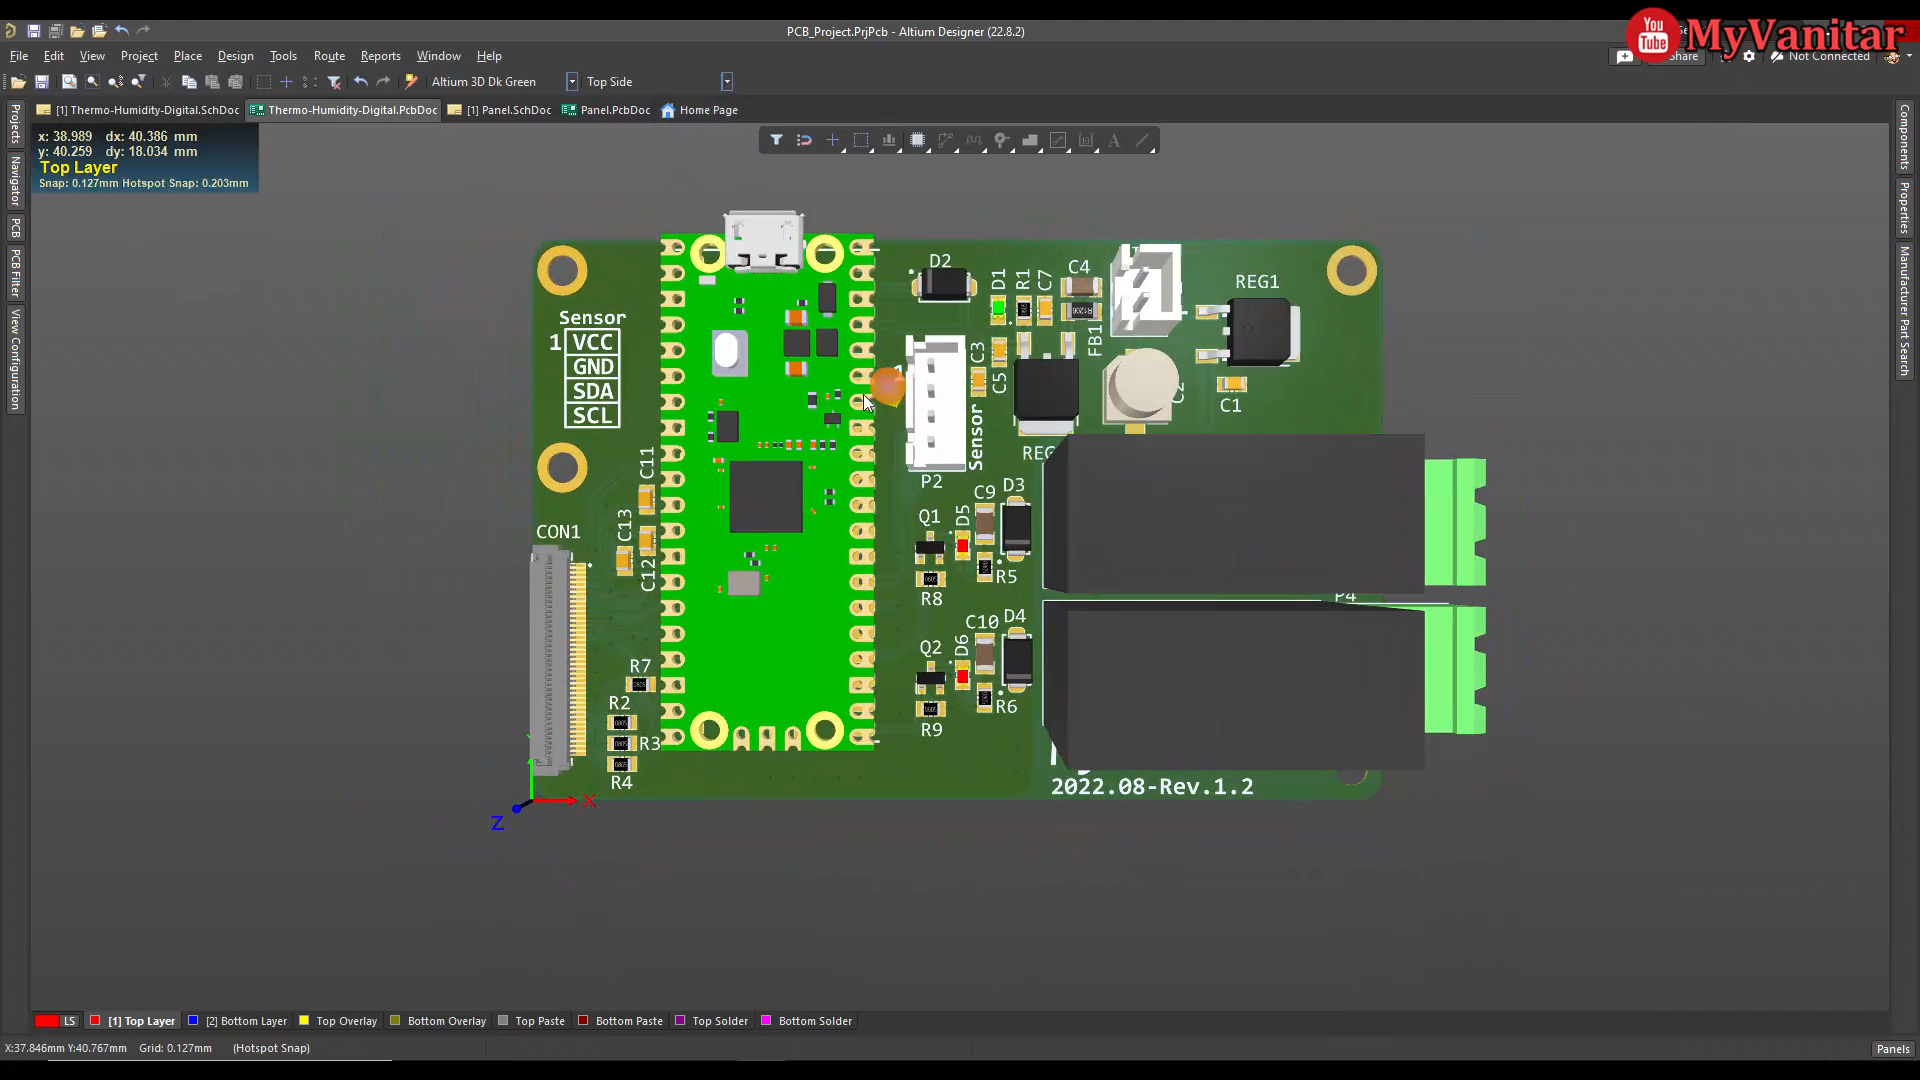 PCB_Project.PrjPcb - Altium Designer (22.8.2)
You
Tube
MyVanitar
File Edit View Project Place Design Tools Route Reports Window Help
Share
Not Connected
Altium 3D Dk Green
Top Side
[1] Thermo-Humidity-Digital.SchDoc
Thermo-Humidity-Digital.PcbDoc
[1] Panel.SchDoc
Panel.PcbDoc
Home Page
x: 38.989 dx: 40.386 mm
y: 40.259 dy: 18.034 mm
Top Layer
Snap: 0.127mm Hotspot Snap: 0.203mm
Projects
Navigator
PCB
PCB Filter
View Configuration
Components
Properties
Manufacturer Part Search
Sensor
1 VCC
GND
SDA
SCL
D2
D1
R1
C7
C4
FB1
REG1
C3
C5
C2
C1
Sensor
P2
REG
C11
C13
C12
CON1
Q1
D5
C9
D3
R5
R8
Q2
D6
C10
D4
R6
R9
P4
R7
R2
R3
R4
2022.08-Rev.1.2
X
Z
LS
[1] Top Layer
[2] Bottom Layer
Top Overlay
Bottom Overlay
Top Paste
Bottom Paste
Top Solder
Bottom Solder
X:37.846mm Y:40.767mm Grid: 0.127mm (Hotspot Snap)
Panels